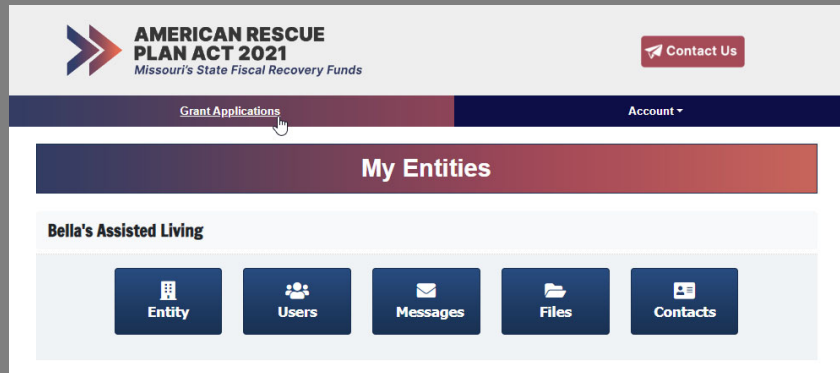 AMERICAN RESCUE
PLAN ACT 2021
Missouri's State Fiscal Recovery Funds
Contact Us
Grant Applications
Account
My Entities
Bella's Assisted Living
Entity
Users
Messages
Files
Contacts